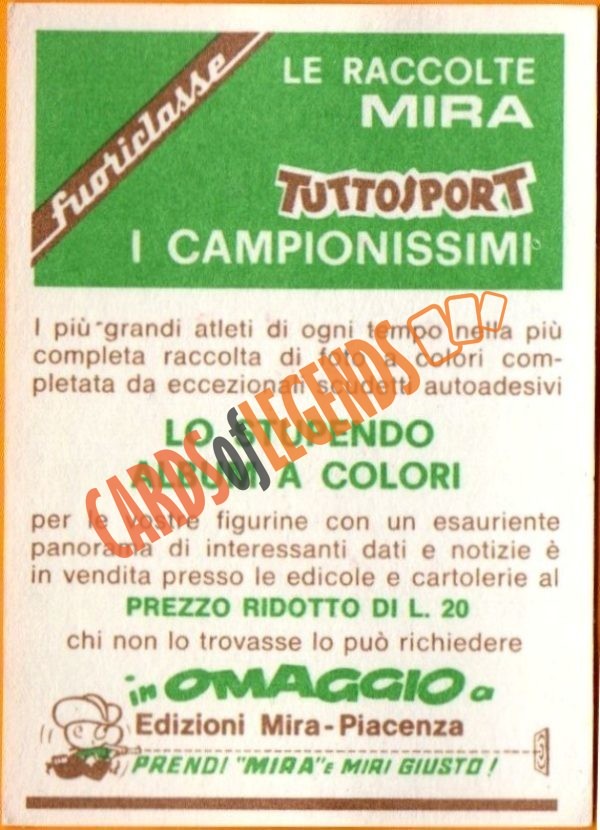 fuoriclasse
LE RACCOLTE
MIRA
TUTTOSPORT
I CAMPIONISSIMI
I più grandi atleti di ogni tempo nella più
completa raccolta di foto a colori com-
pletata da eccezionali scudetti autoadesivi
LO STUPENDO
ALBUM A COLORI
per le vostre figurine con un esauriente
panorama di interessanti dati e notizie è
in vendita presso le edicole e cartolerie al
PREZZO RIDOTTO DI L. 20
chi non lo trovasse lo può richiedere
in OMAGGIO a
Edizioni Mira-Piacenza
PRENDI "MIRA" E MIRI GIUSTO!
CARDS of LEGENDS